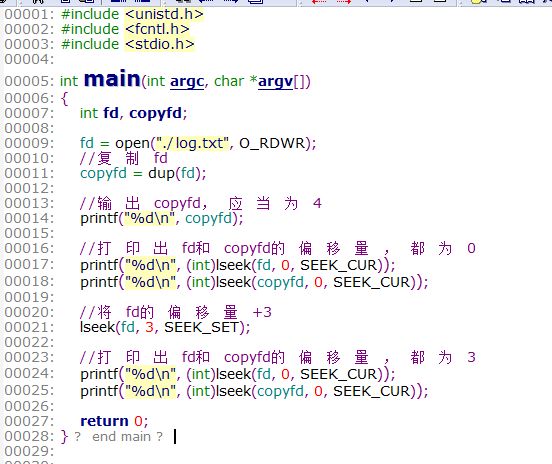 00001: #include <unistd.h>
00002: #include <fcntl.h>
00003: #include <stdio.h>
00004:
00005: int main(int argc, char *argv[])
00006: {
00007: int fd, copyfd;
00008:
00009: fd = open("./log.txt", O_RDWR);
00010: //复 制 fd
00011: copyfd = dup(fd);
00012:
00013: //输 出 copyfd， 应 当 为 4
00014: printf("%d\n", copyfd);
00015:
00016: //打 印 出 fd和 copyfd的 偏 移 量 ， 都 为 0
00017: printf("%d\n", (int)lseek(fd, 0, SEEK_CUR));
00018: printf("%d\n", (int)lseek(copyfd, 0, SEEK_CUR));
00019:
00020: //将 fd的 偏 移 量 +3
00021: lseek(fd, 3, SEEK_SET);
00022:
00023: //打 印 出 fd和 copyfd的 偏 移 量 ， 都 为 3
00024: printf("%d\n", (int)lseek(fd, 0, SEEK_CUR));
00025: printf("%d\n", (int)lseek(copyfd, 0, SEEK_CUR));
00026:
00027: return 0;
00028: } ? end main ?
00029: